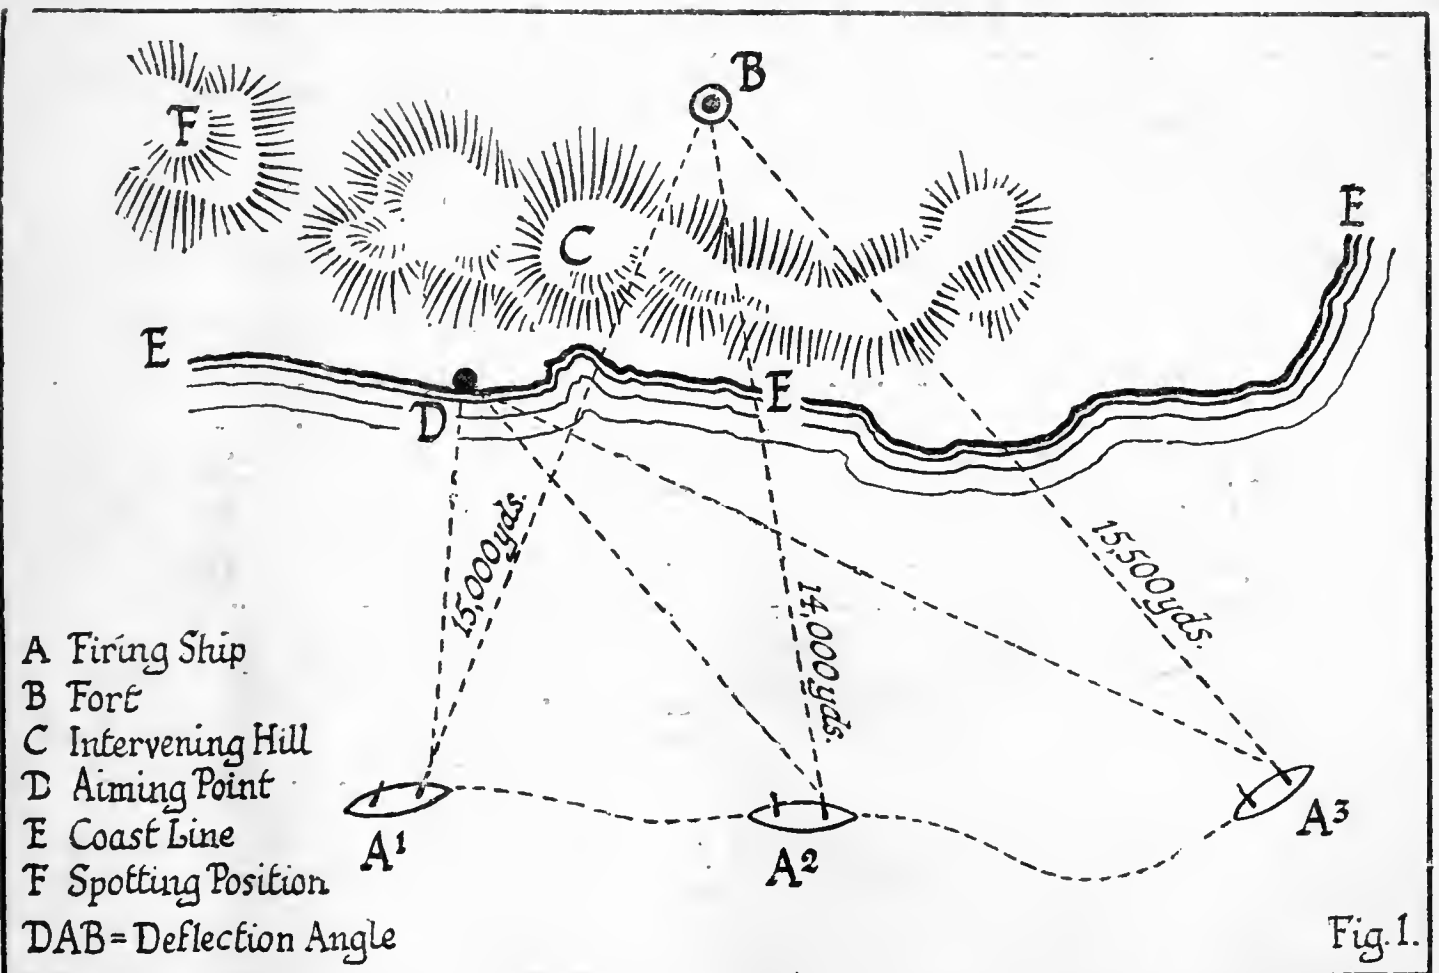 B
F
C
E
E
D
E
15,000 yds.
14,000 yds.
15,500 yds.
A Firing Ship
B Fort
C Intervening Hill
D Aiming Point
E Coast Line
F Spotting Position
DAB = Deflection Angle
A¹
A²
A³
Fig. 1.